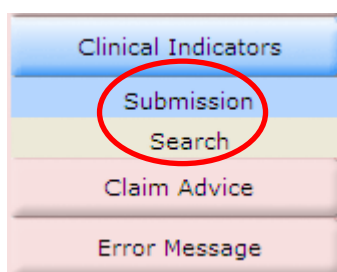 Clinical Indicators
Submission
Search
Claim Advice
Error Message